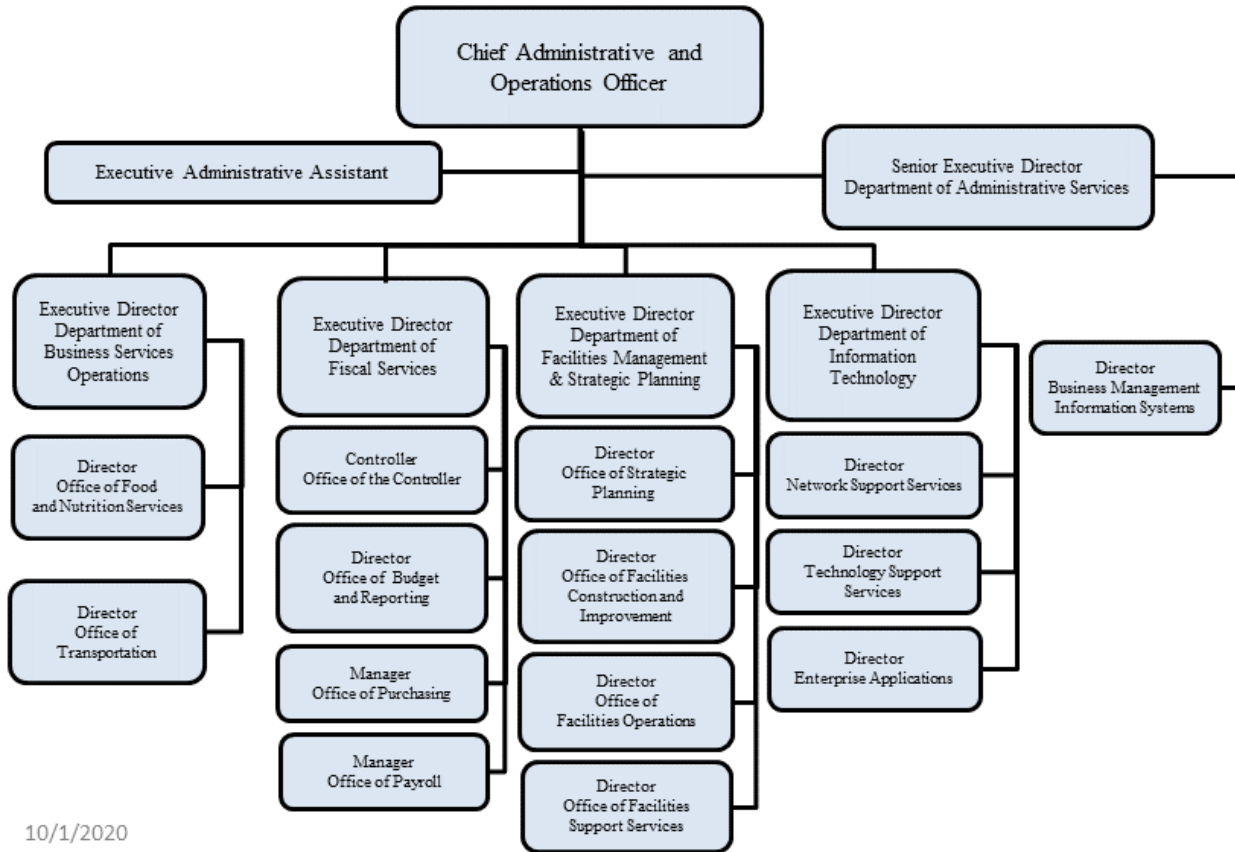 Chief Administrative and
Operations Officer
Executive Administrative Assistant
Senior Executive Director
Department of Administrative Services
Executive Director
Department of
Business Services
Operations
Director
Office of Food
and Nutrition Services
Director
Office of
Transportation
Executive Director
Department of
Fiscal Services
Controller
Office of the Controller
Director
Office of Budget
and Reporting
Manager
Office of Purchasing
Manager
Office of Payroll
Executive Director
Department of
Facilities Management
& Strategic Planning
Director
Office of Strategic
Planning
Director
Office of Facilities
Construction and
Improvement
Director
Office of
Facilities Operations
Director
Office of Facilities
Support Services
Executive Director
Department of
Information
Technology
Director
Network Support Services
Director
Technology Support
Services
Director
Enterprise Applications
Director
Business Management
Information Systems
10/1/2020